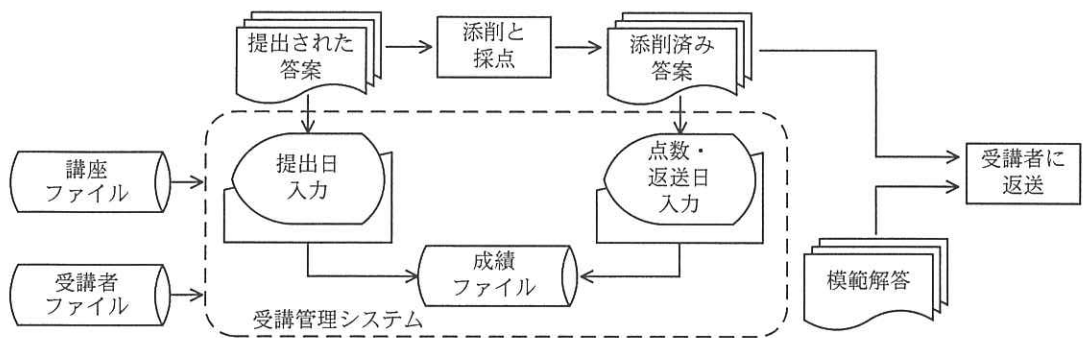 提出された
答案
添削と
採点
添削済み
答案
講座
ファイル
提出日
入力
点数・
返送日
入力
受講者に
返送
受講者
ファイル
成績
ファイル
模範解答
受講管理システム